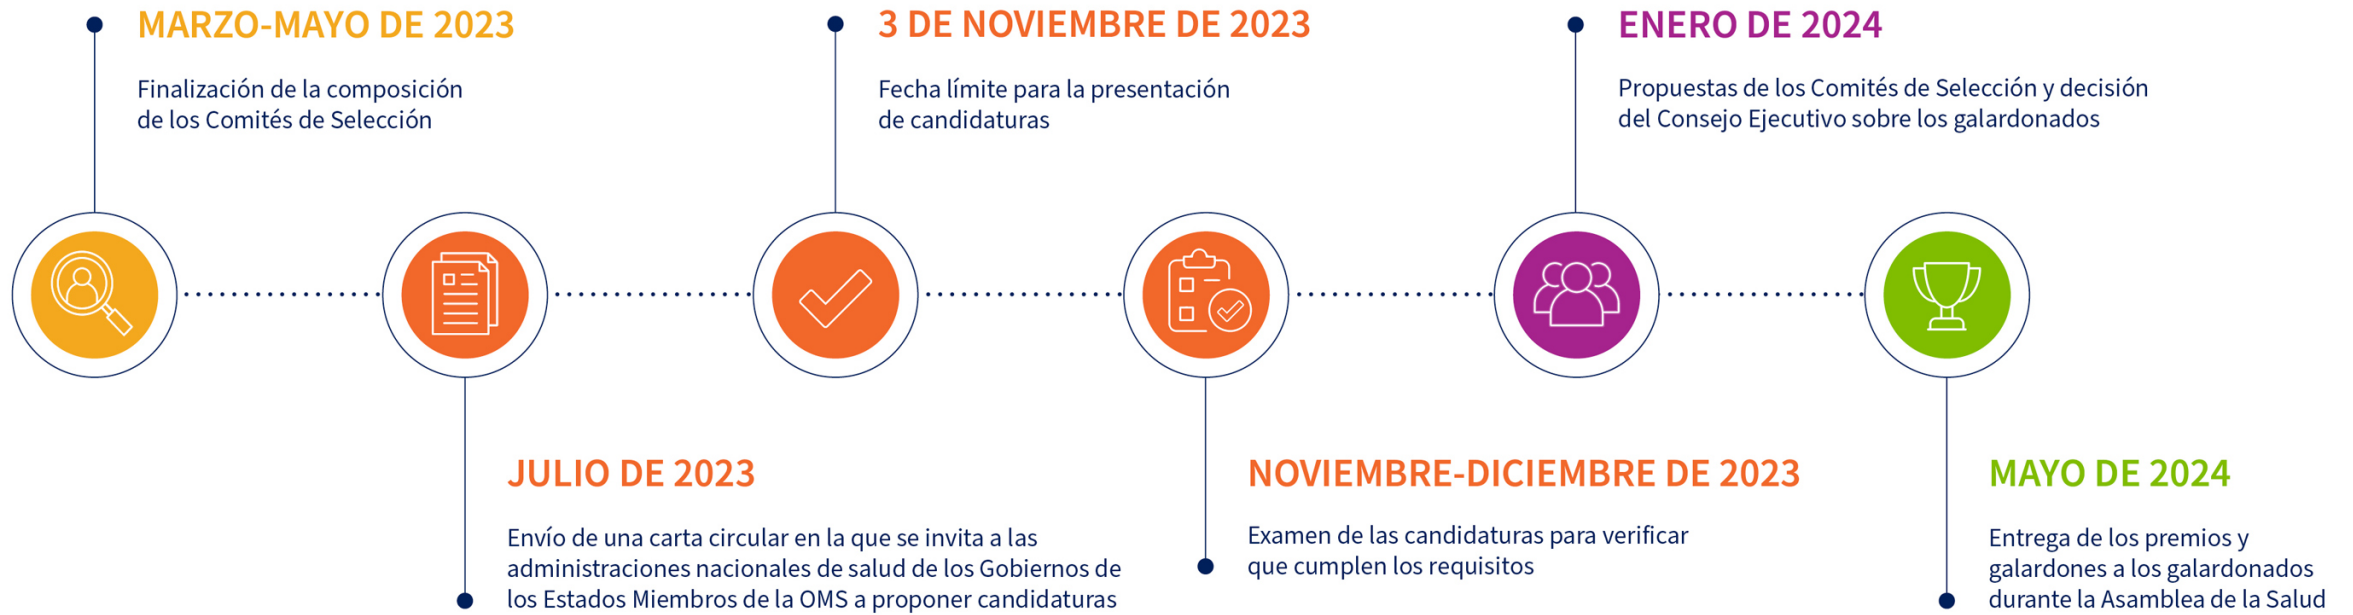 MARZO-MAYO DE 2023
Finalización de la composición
de los Comités de Selección
JULIO DE 2023
Envío de una carta circular en la que se invita a las
administraciones nacionales de salud de los Gobiernos de
los Estados Miembros de la OMS a proponer candidaturas
3 DE NOVIEMBRE DE 2023
Fecha límite para la presentación
de candidaturas
NOVIEMBRE-DICIEMBRE DE 2023
Examen de las candidaturas para verificar
que cumplen los requisitos
ENERO DE 2024
Propuestas de los Comités de Selección y decisión
del Consejo Ejecutivo sobre los galardonados
MAYO DE 2024
Entrega de los premios y
galardones a los galardonados
durante la Asamblea de la Salud